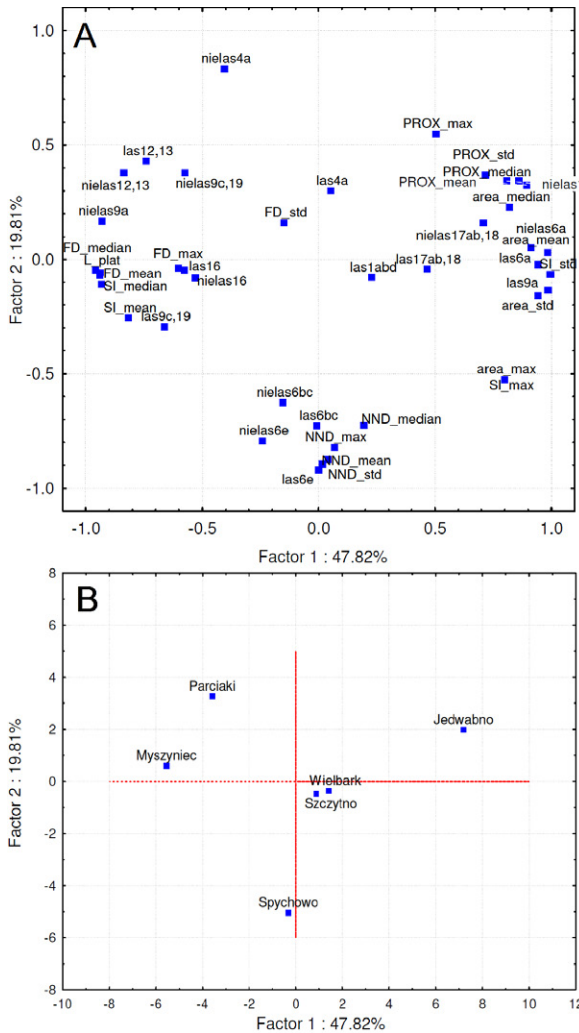 A
1.0
nielas4a
0.5
PROX_max
las12,13
PROX_std
PROX_median
nielas12,13
nielas9c,19
las4a
PROX_mean
nielas1
area_median
nielas9a
FD_std
nielas17ab,18
nielas6a
FD_median
FD_max
area_mean
0.0
L_plat
las16
las17ab,18
las6a
SI_std
FD_mean
nielas16
las1abd
SI_median
las9a
SI_mean
las9c,19
area_std
area_max
-0.5
SI_max
nielas6bc
las6bc
NND_median
nielas6e
NND_max
NND_mean
las6e
NND_std
-1.0
-1.0 -0.5 0.0 0.5 1.0
Factor 2 : 19.81%
Factor 1 : 47.82%
B
8
6
4
Parciaki
Jedwabno
2
Myszyniec
Wielbark
0
Szczytno
-2
-4
Spychowo
-6
-8
-10 -8 -6 -4 -2 0 2 4 6 8 10 12
Factor 2 : 19.81%
Factor 1 : 47.82%